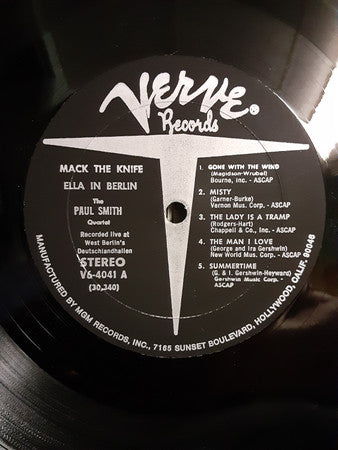 VERVE®
Records
MACK THE KNIFE
ELLA IN BERLIN
The
PAUL SMITH
Quartet
Recorded live at
West Berlin's
Deutschlandhallen
STEREO
V6-4041 A
(30,340)
1. GONE WITH THE WIND
(Magidson-Wrubel)
Bourne, Inc. - ASCAP
2. MISTY
(Garner-Burke)
Vernon Mus. Corp. - ASCAP
3. THE LADY IS A TRAMP
(Rodgers-Hart)
Chappell & Co., Inc. - ASCAP
4. THE MAN I LOVE
(George and Ira Gershwin)
New World Mus. Corp. -
ASCAP
5. SUMMERTIME
(G. & I. Gershwin-Heyward)
Gershwin Music Corp. -
ASCAP
MANUFACTURED BY MGM RECORDS, INC., 7165 SUNSET BOULEVARD, HOLLYWOOD, CALIF. 90046